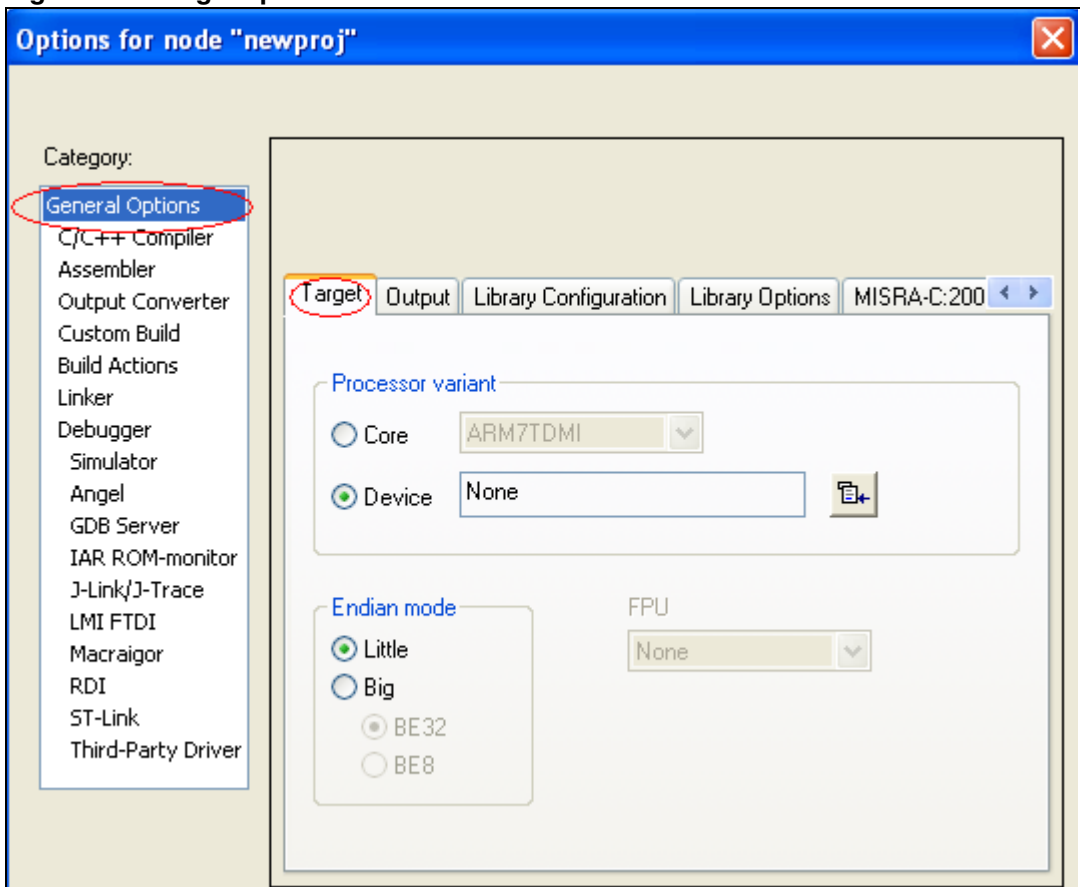 Options for node "newproj"
Category:
General Options
C/C++ Compiler
Assembler
Output Converter
Custom Build
Build Actions
Linker
Debugger
Simulator
Angel
GDB Server
IAR ROM-monitor
J-Link/J-Trace
LMI FTDI
Macraigor
RDI
ST-Link
Third-Party Driver
Target Output Library Configuration Library Options MISRA-C:200
Processor variant
Core ARM7TDMI
Device None
Endian mode FPU
Little None
Big
BE32
BE8